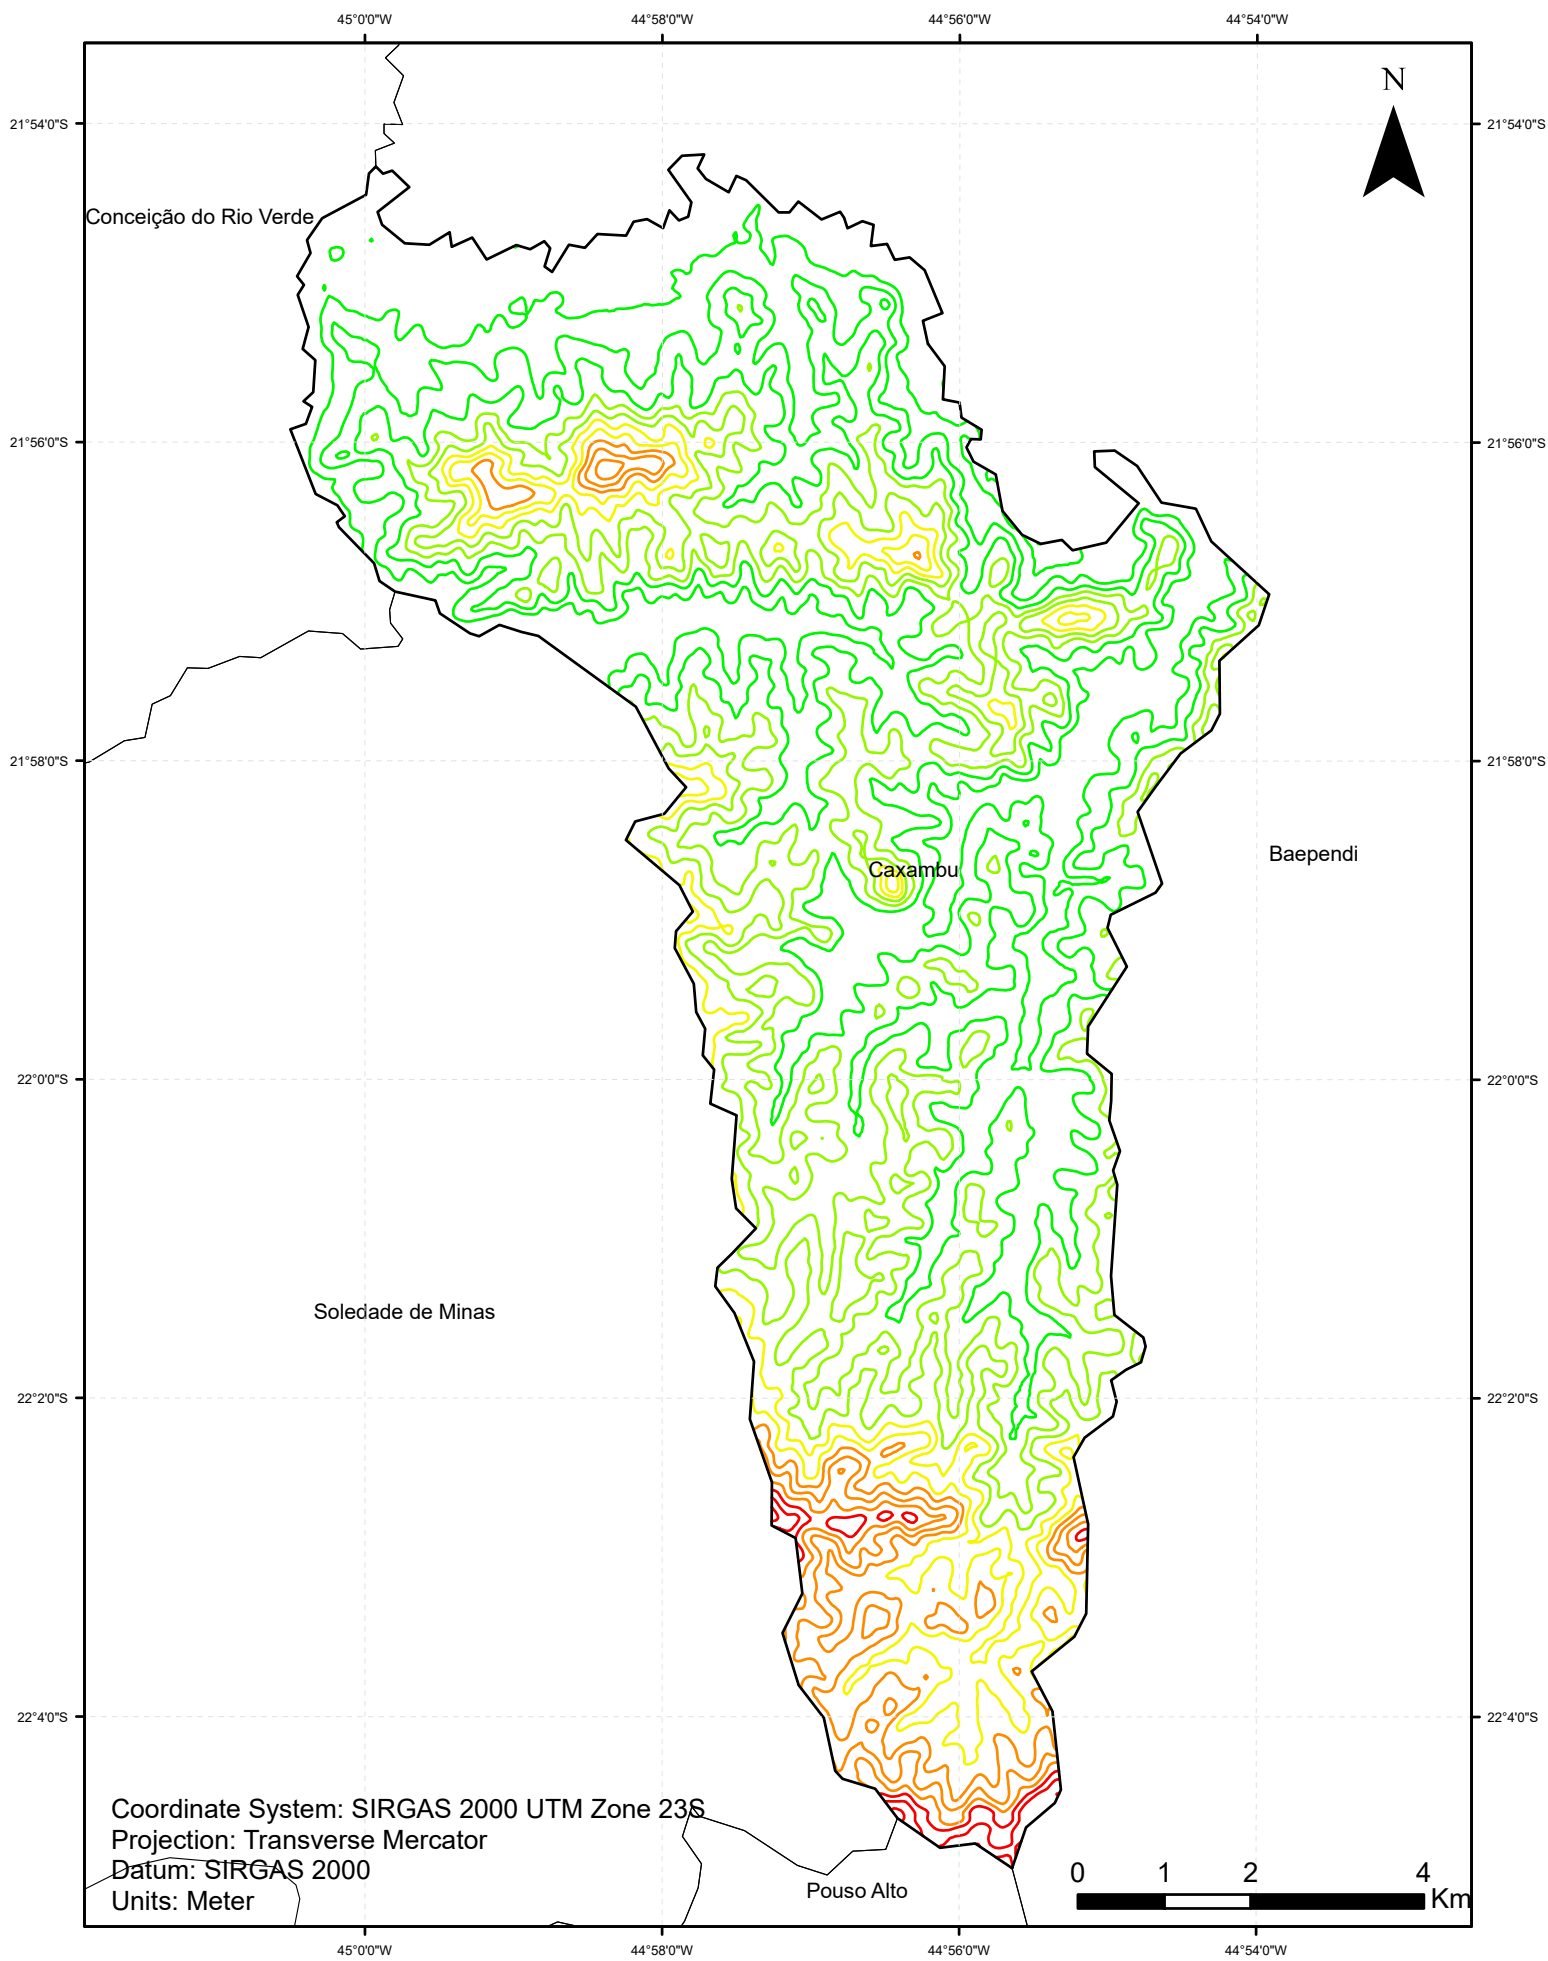 45°0'0"W 44°58'0"W 44°56'0"W 44°54'0"W
N
21°54'0"S 21°54'0"S
Conceição do Rio Verde
21°56'0"S 21°56'0"S
21°58'0"S 21°58'0"S
Baependi
Caxambu
22°0'0"S 22°0'0"S
Soledade de Minas
22°2'0"S 22°2'0"S
22°4'0"S 22°4'0"S
Coordinate System: SIRGAS 2000 UTM Zone 23S
Projection: Transverse Mercator
Datum: SIRGAS 2000
Units: Meter
Pouso Alto
0 1 2 4
Km
45°0'0"W 44°58'0"W 44°56'0"W 44°54'0"W